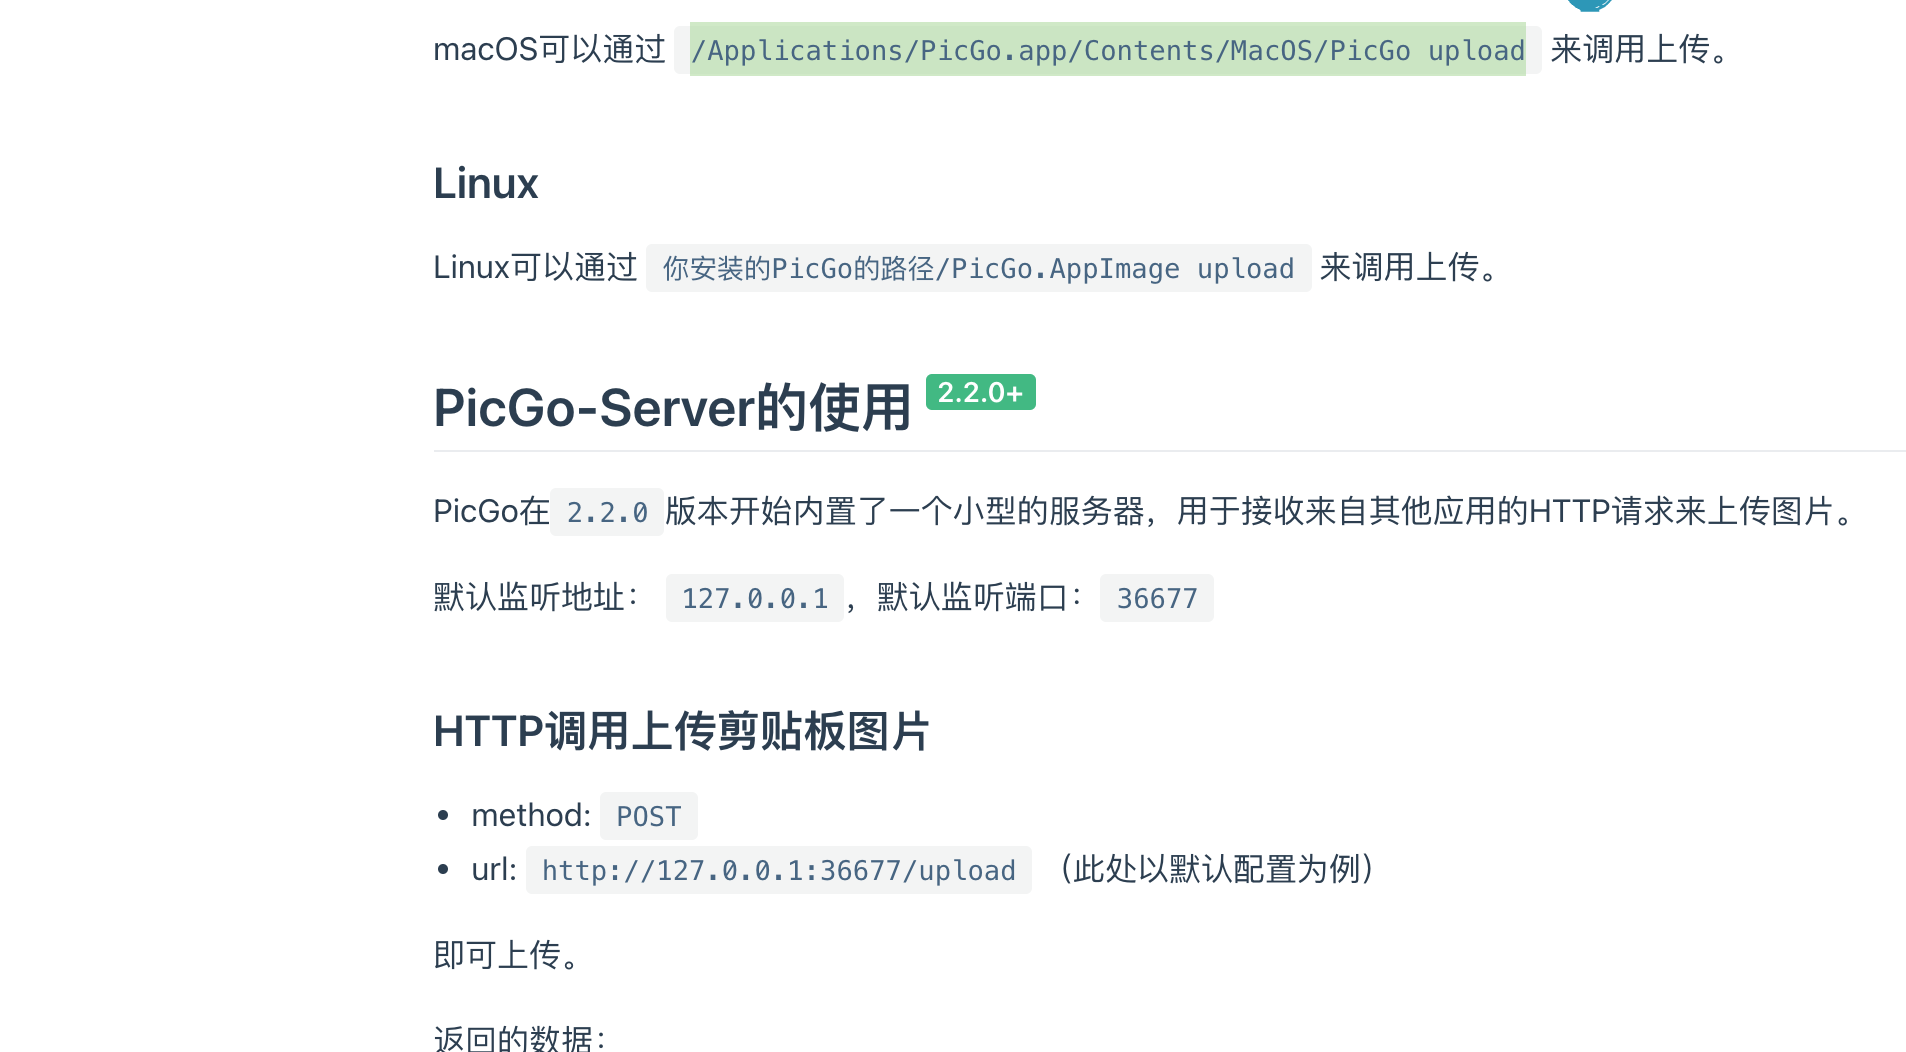 macOS可以通过 /Applications/PicGo.app/Contents/MacOS/PicGo upload 来调用上传。
Linux
Linux可以通过 你安装的PicGo的路径/PicGo.AppImage upload 来调用上传。
PicGo-Server的使用 2.2.0+
PicGo在 2.2.0 版本开始内置了一个小型的服务器，用于接收来自其他应用的HTTP请求来上传图片。
默认监听地址： 127.0.0.1 ，默认监听端口： 36677
HTTP调用上传剪贴板图片
• method: POST
• url: http://127.0.0.1:36677/upload （此处以默认配置为例）
即可上传。
返回的数据：